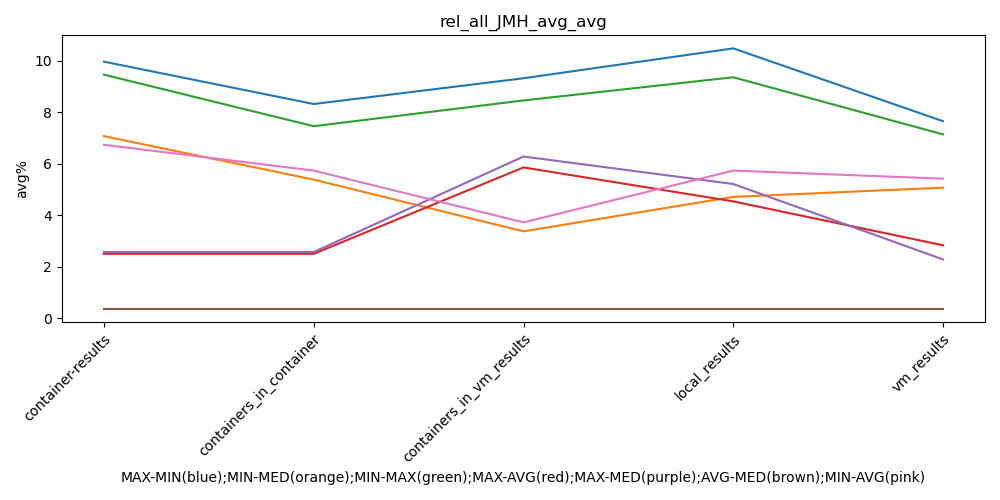 rel_all_JMH_avg_avg
avg%
10
8
6
4
2
0
container-results
containers_in_container
containers_in_vm_results
local_results
vm_results
MAX-MIN(blue);MIN-MED(orange);MIN-MAX(green);MAX-AVG(red);MAX-MED(purple);AVG-MED(brown);MIN-AVG(pink)